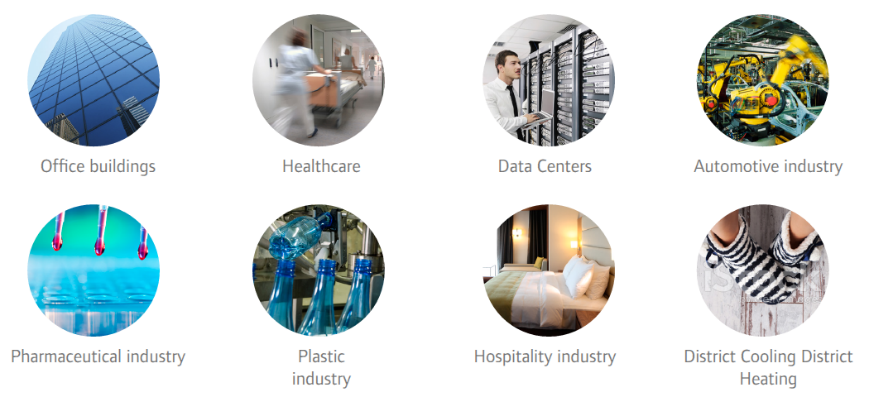 Office buildings
Healthcare
Data Centers
Automotive industry
Pharmaceutical industry
Plastic
industry
Hospitality industry
District Cooling District
Heating